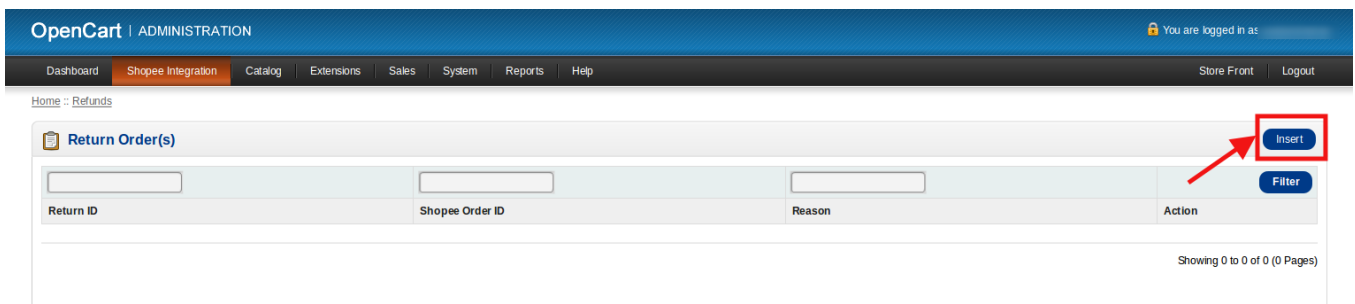 OpenCart | ADMINISTRATION You are logged in as
Dashboard Shopee Integration Catalog Extensions Sales System Reports Help Store Front Logout
Home :: Refunds
Return Order(s) Insert
Filter
Return ID Shopee Order ID Reason Action
Showing 0 to 0 of 0 (0 Pages)